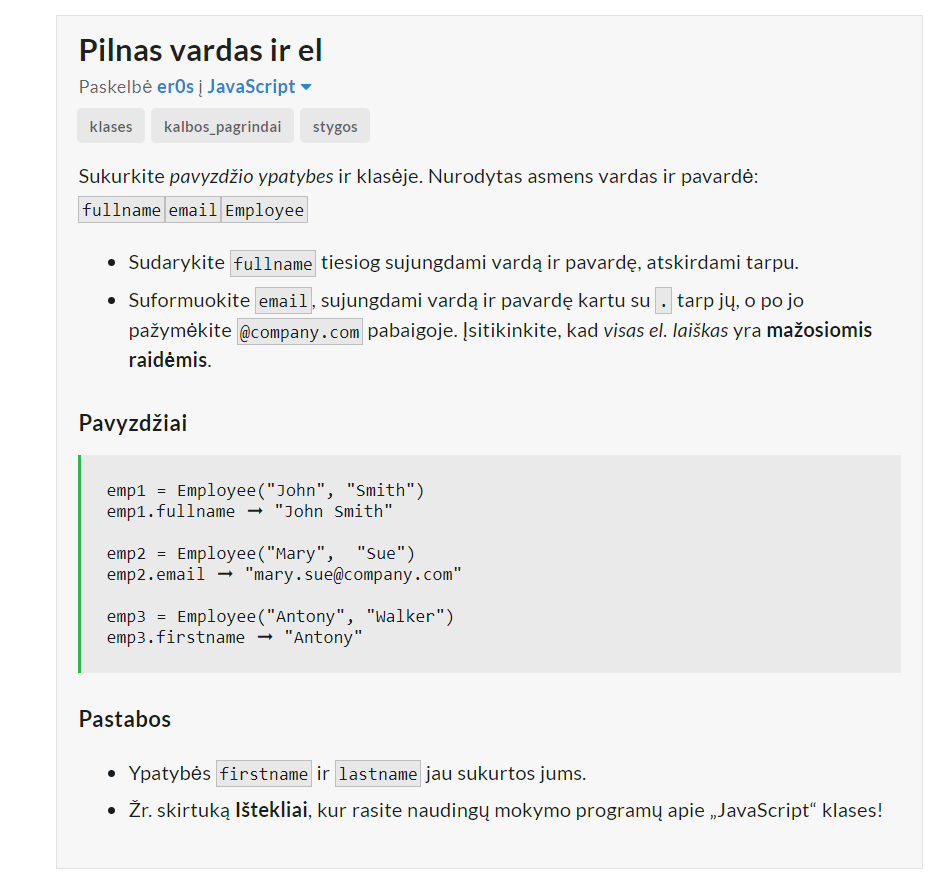 Pilnas vardas ir el
Paskelbė er0s į JavaScript
klases kalbos_pagrindai stygos
Sukurkite pavyzdžio ypatybes ir klasėje. Nurodytas asmens vardas ir pavardė:
fullname email Employee
Sudarykite fullname tiesiog sujungdami vardą ir pavardę, atskirdami tarpu.
Suformuokite email, sujungdami vardą ir pavardę kartu su . tarp jų, o po jo
pažymėkite @company.com pabaigoje. Įsitikinkite, kad visas el. laiškas yra mažosiomis
raidėmis.
Pavyzdžiai
emp1 = Employee("John", "Smith")
emp1.fullname ➞ "John Smith"
emp2 = Employee("Mary",  "Sue")
emp2.email ➞ "mary.sue@company.com"
emp3 = Employee("Antony", "Walker")
emp3.firstname ➞ "Antony"
Pastabos
Ypatybės firstname ir lastname jau sukurtos jums.
Žr. skirtuką Ištekliai, kur rasite naudingų mokymo programų apie „JavaScript“ klases!